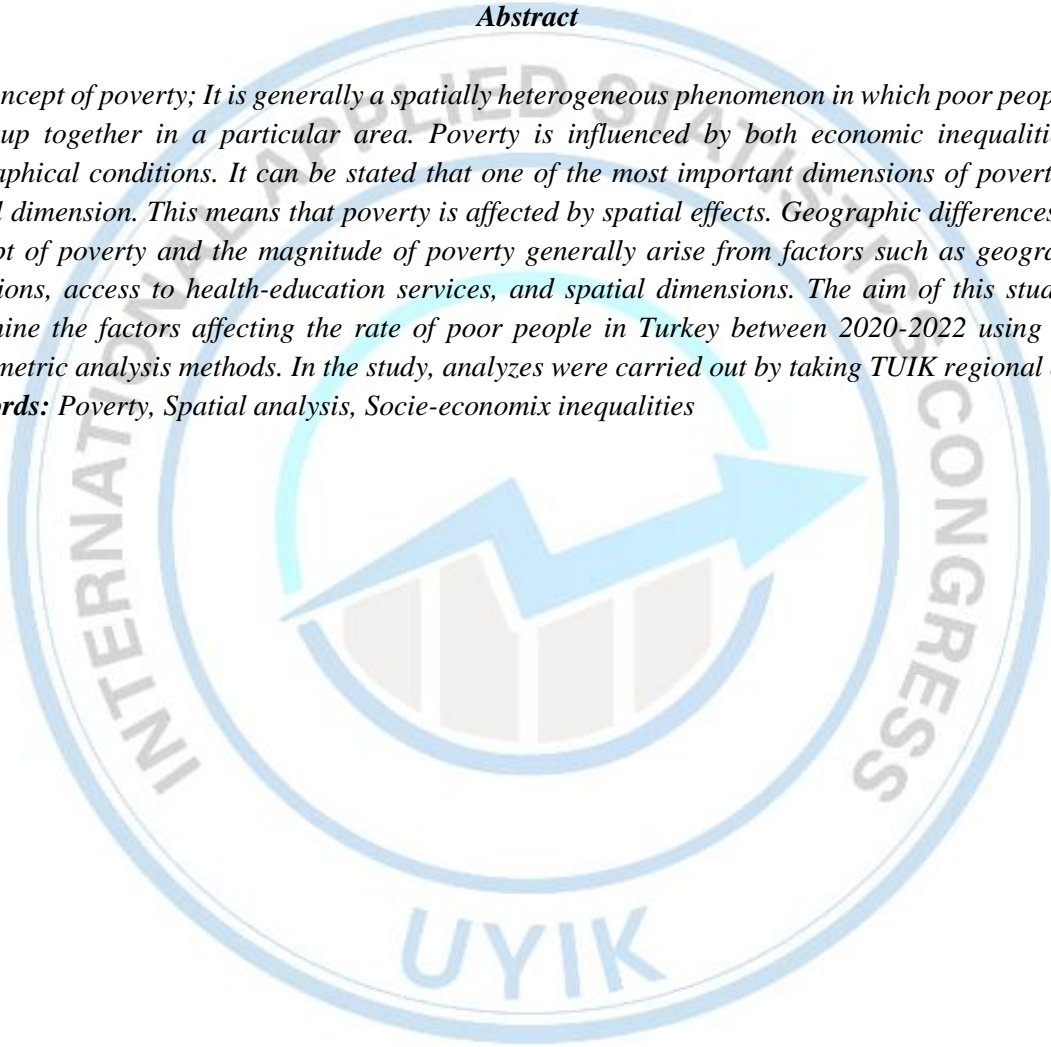 Abstract
ncept of poverty; It is generally a spatially heterogeneous phenomenon in which poor peop
up together in a particular area. Poverty is influenced by both economic inequaliti
aphical conditions. It can be stated that one of the most important dimensions of povert
l dimension. This means that poverty is affected by spatial effects. Geographic differences
pt of poverty and the magnitude of poverty generally arise from factors such as geogra
ions, access to health-education services, and spatial dimensions. The aim of this stud
mine the factors affecting the rate of poor people in Turkey between 2020-2022 using
metric analysis methods. In the study, analyzes were carried out by taking TUIK regional
ords: Poverty, Spatial analysis, Socie-economix inequalities
INTERNATIONAL APPLIED STATISTICS CONGRESS
UYIK